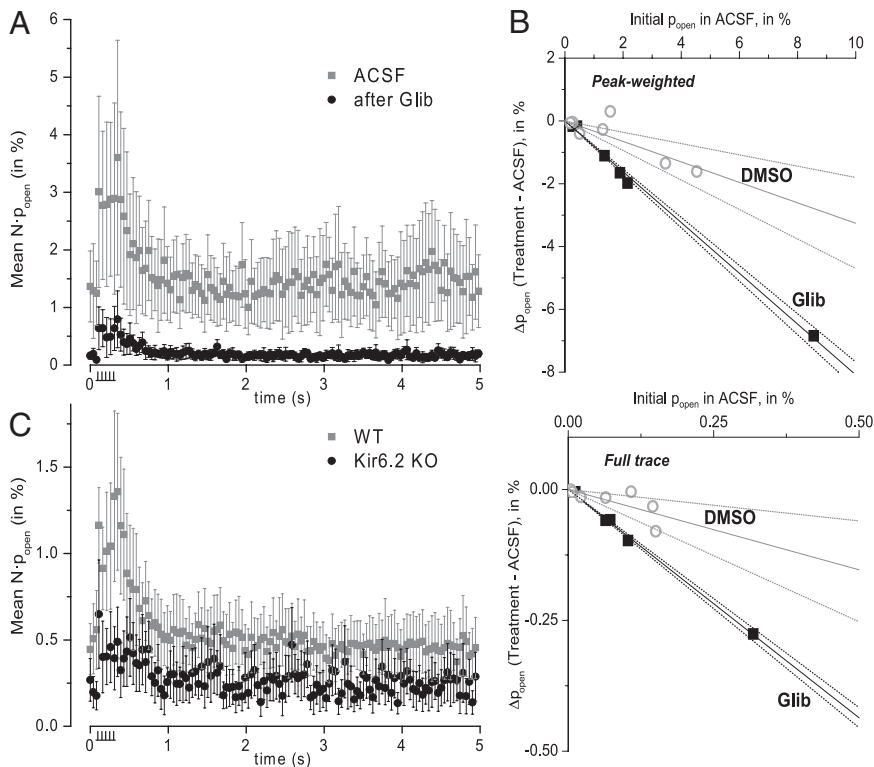 A
ACSF
after Glib
Mean N·p_open (in %)
6
5
4
3
2
1
0
0 1 2 3 4 5
time (s)
B
Initial p_open in ACSF, in %
0 2 4 6 8 10
Peak-weighted
2
0
-2
-4
-6
-8
Δp_open (Treatment - ACSF), in %
DMSO
Glib
C
WT
Kir6.2 KO
Mean N·p_open (in %)
1.5
1.0
0.5
0.0
0 1 2 3 4 5
time (s)
Initial p_open in ACSF, in %
0.00 0.25 0.50
Full trace
0.00
-0.25
-0.50
Δp_open (Treatment - ACSF), in %
DMSO
Glib